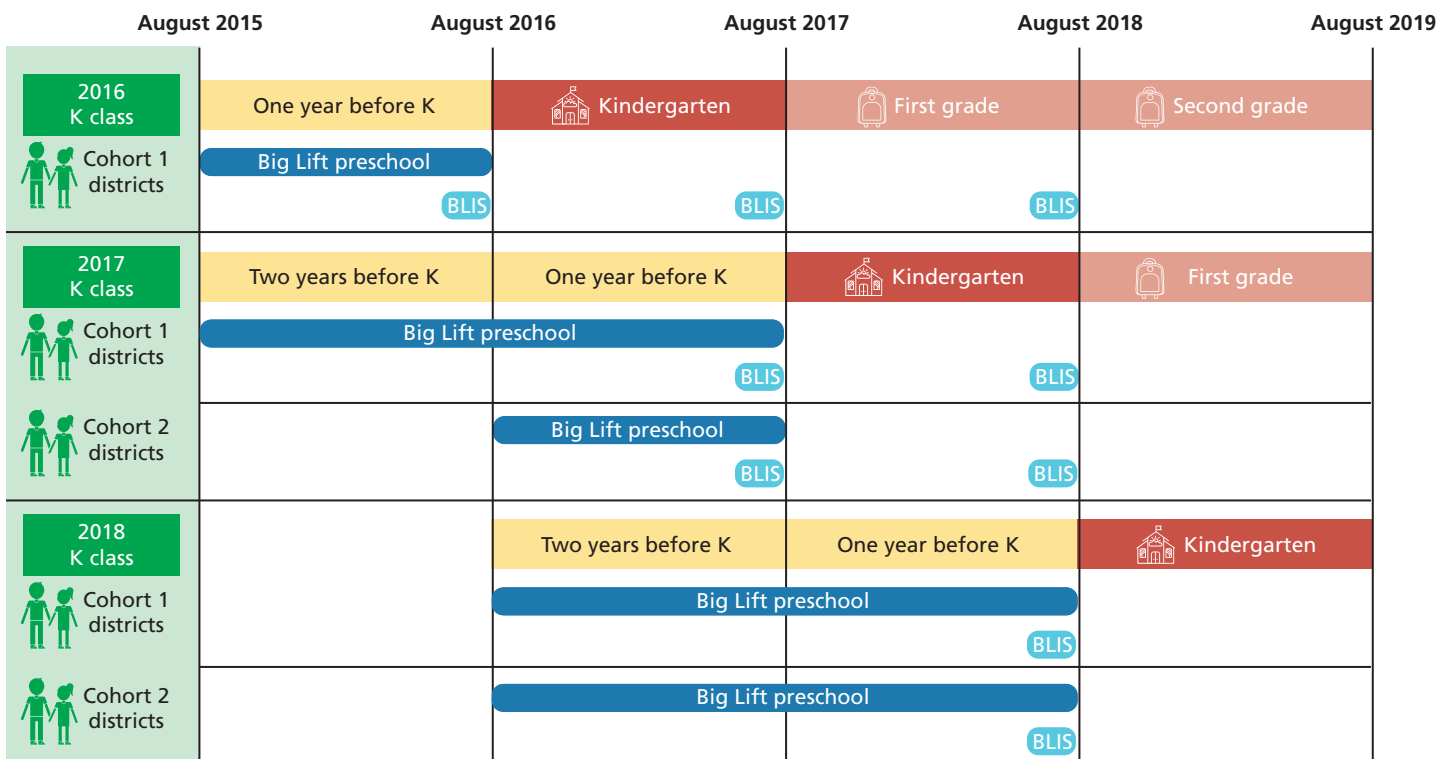 August 2015
August 2016
August 2017
August 2018
August 2019
2016
K class
One year before K
Kindergarten
First grade
Second grade
Cohort 1
districts
Big Lift preschool
BLIS
BLIS
BLIS
2017
K class
Two years before K
One year before K
Kindergarten
First grade
Cohort 1
districts
Big Lift preschool
BLIS
BLIS
Cohort 2
districts
Big Lift preschool
BLIS
BLIS
2018
K class
Two years before K
One year before K
Kindergarten
Cohort 1
districts
Big Lift preschool
BLIS
Cohort 2
districts
Big Lift preschool
BLIS